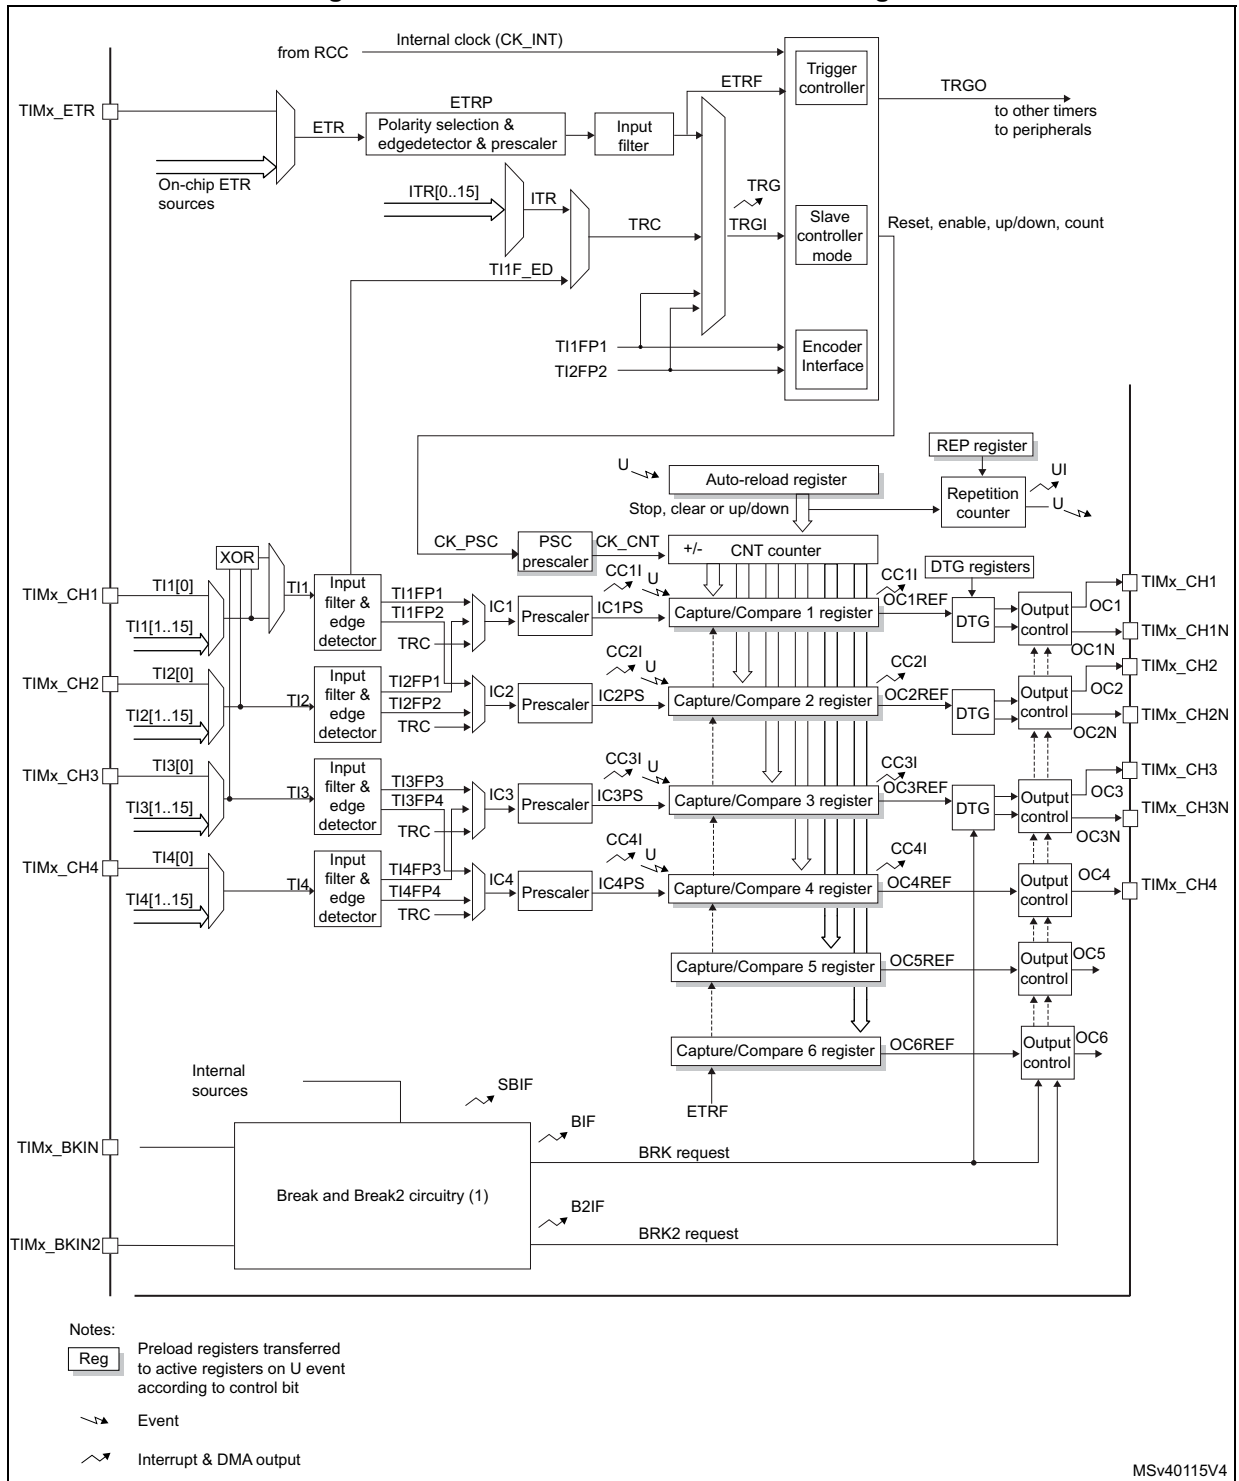 Internal clock (CK_INT)
from RCC
Trigger
controller
ETRF
TRGO
to other timers
to peripherals
TIMx_ETR
ETRP
ETR
Polarity selection &
edgedetector & prescaler
Input
filter
On-chip ETR
sources
ITR[0..15]
ITR
TRG
TRC
TRGI
Slave
controller
mode
Reset, enable, up/down, count
TI1F_ED
TI1FP1
TI2FP2
Encoder
Interface
REP register
U
Auto-reload register
UI
Repetition
counter
U
Stop, clear or up/down
CK_PSC
PSC
prescaler
CK_CNT
+/-
CNT counter
XOR
DTG registers
TIMx_CH1
TI1[0]
TI1[1..15]
TI1
Input
filter &
edge
detector
TI1FP1
TI1FP2
TRC
IC1
Prescaler
IC1PS
CC1I
U
Capture/Compare 1 register
CC1I
OC1REF
DTG
Output
control
OC1
OC1N
TIMx_CH1
TIMx_CH1N
TIMx_CH2
TI2[0]
TI2[1..15]
TI2
Input
filter &
edge
detector
TI2FP1
TI2FP2
TRC
IC2
Prescaler
IC2PS
CC2I
U
Capture/Compare 2 register
CC2I
OC2REF
DTG
Output
control
OC2
OC2N
TIMx_CH2
TIMx_CH2N
TIMx_CH3
TI3[0]
TI3[1..15]
TI3
Input
filter &
edge
detector
TI3FP3
TI3FP4
TRC
IC3
Prescaler
IC3PS
CC3I
U
Capture/Compare 3 register
CC3I
OC3REF
DTG
Output
control
OC3
OC3N
TIMx_CH3
TIMx_CH3N
TIMx_CH4
TI4[0]
TI4[1..15]
TI4
Input
filter &
edge
detector
TI4FP3
TI4FP4
TRC
IC4
Prescaler
IC4PS
CC4I
U
Capture/Compare 4 register
CC4I
OC4REF
Output
control
OC4
TIMx_CH4
Capture/Compare 5 register
OC5REF
Output
control
OC5
Capture/Compare 6 register
OC6REF
Output
control
OC6
ETRF
Internal
sources
SBIF
TIMx_BKIN
BIF
BRK request
Break and Break2 circuitry (1)
B2IF
TIMx_BKIN2
BRK2 request
Notes:
Reg
Preload registers transferred
to active registers on U event
according to control bit
Event
Interrupt & DMA output
MSv40115V4